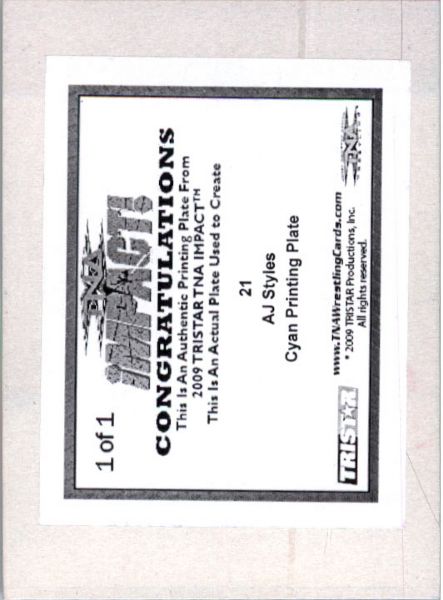 TNA
IMPACT!
1 of 1
CONGRATULATIONS
This Is An Authentic Printing Plate From
2009 TRISTAR TNA IMPACT™
This Is An Actual Plate Used to Create
21
AJ Styles
Cyan Printing Plate
TRISTAR
www.TNAWrestlingCards.com
* 2009 TRISTAR Productions, Inc.
All rights reserved.
TNA